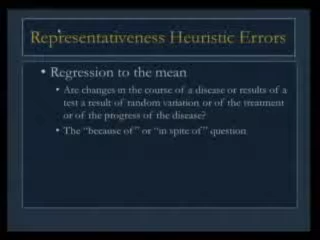 Representativeness Heuristic Errors
• Regression to the mean
• Are changes in the course of a disease or results of a
test a result of random variation or of the treatment
or of the progress of the disease?
• The “because of” or “in spite of” question